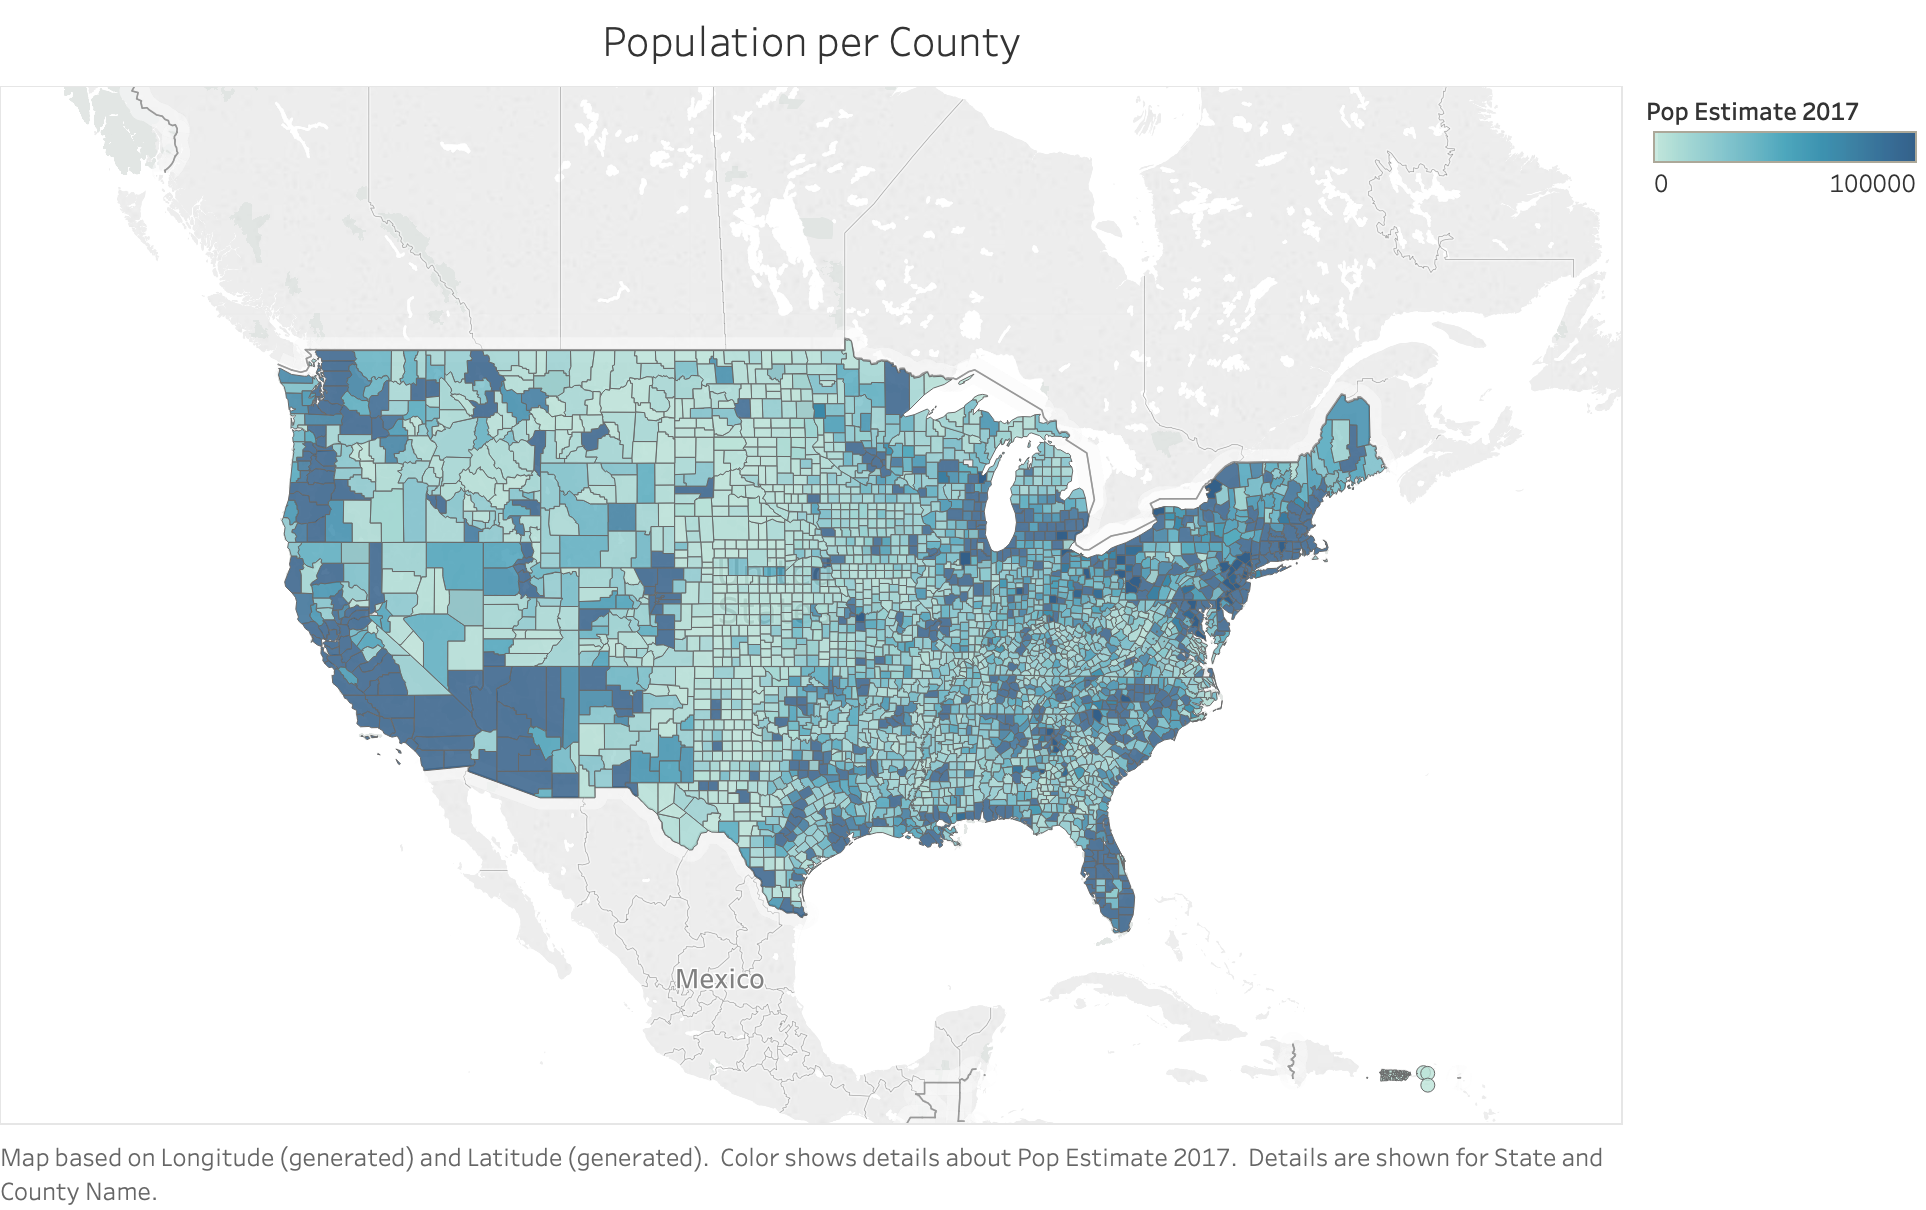 Population per County
Pop Estimate 2017
0 100000
Mexico
Map based on Longitude (generated) and Latitude (generated).  Color shows details about Pop Estimate 2017.  Details are shown for State and
County Name.